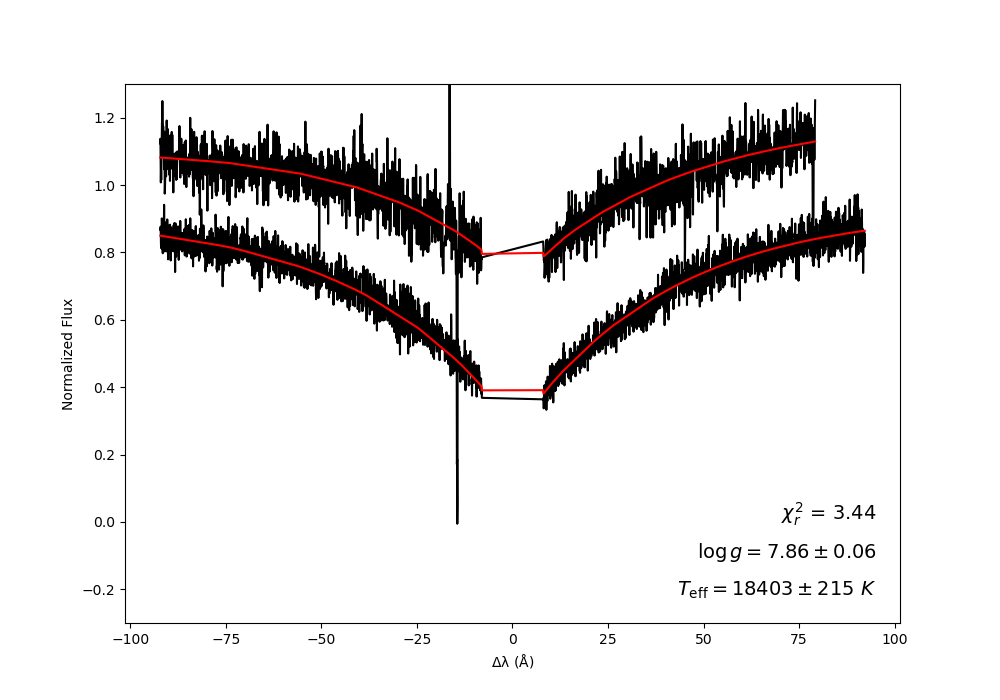 1.2
1.0
0.8
0.6
0.4
0.2
0.0
−0.2
Normalized Flux
χ²ᵣ = 3.44
log g = 7.86 ± 0.06
T_eff = 18403 ± 215 K
−100 −75 −50 −25 0 25 50 75 100
Δλ (Å)